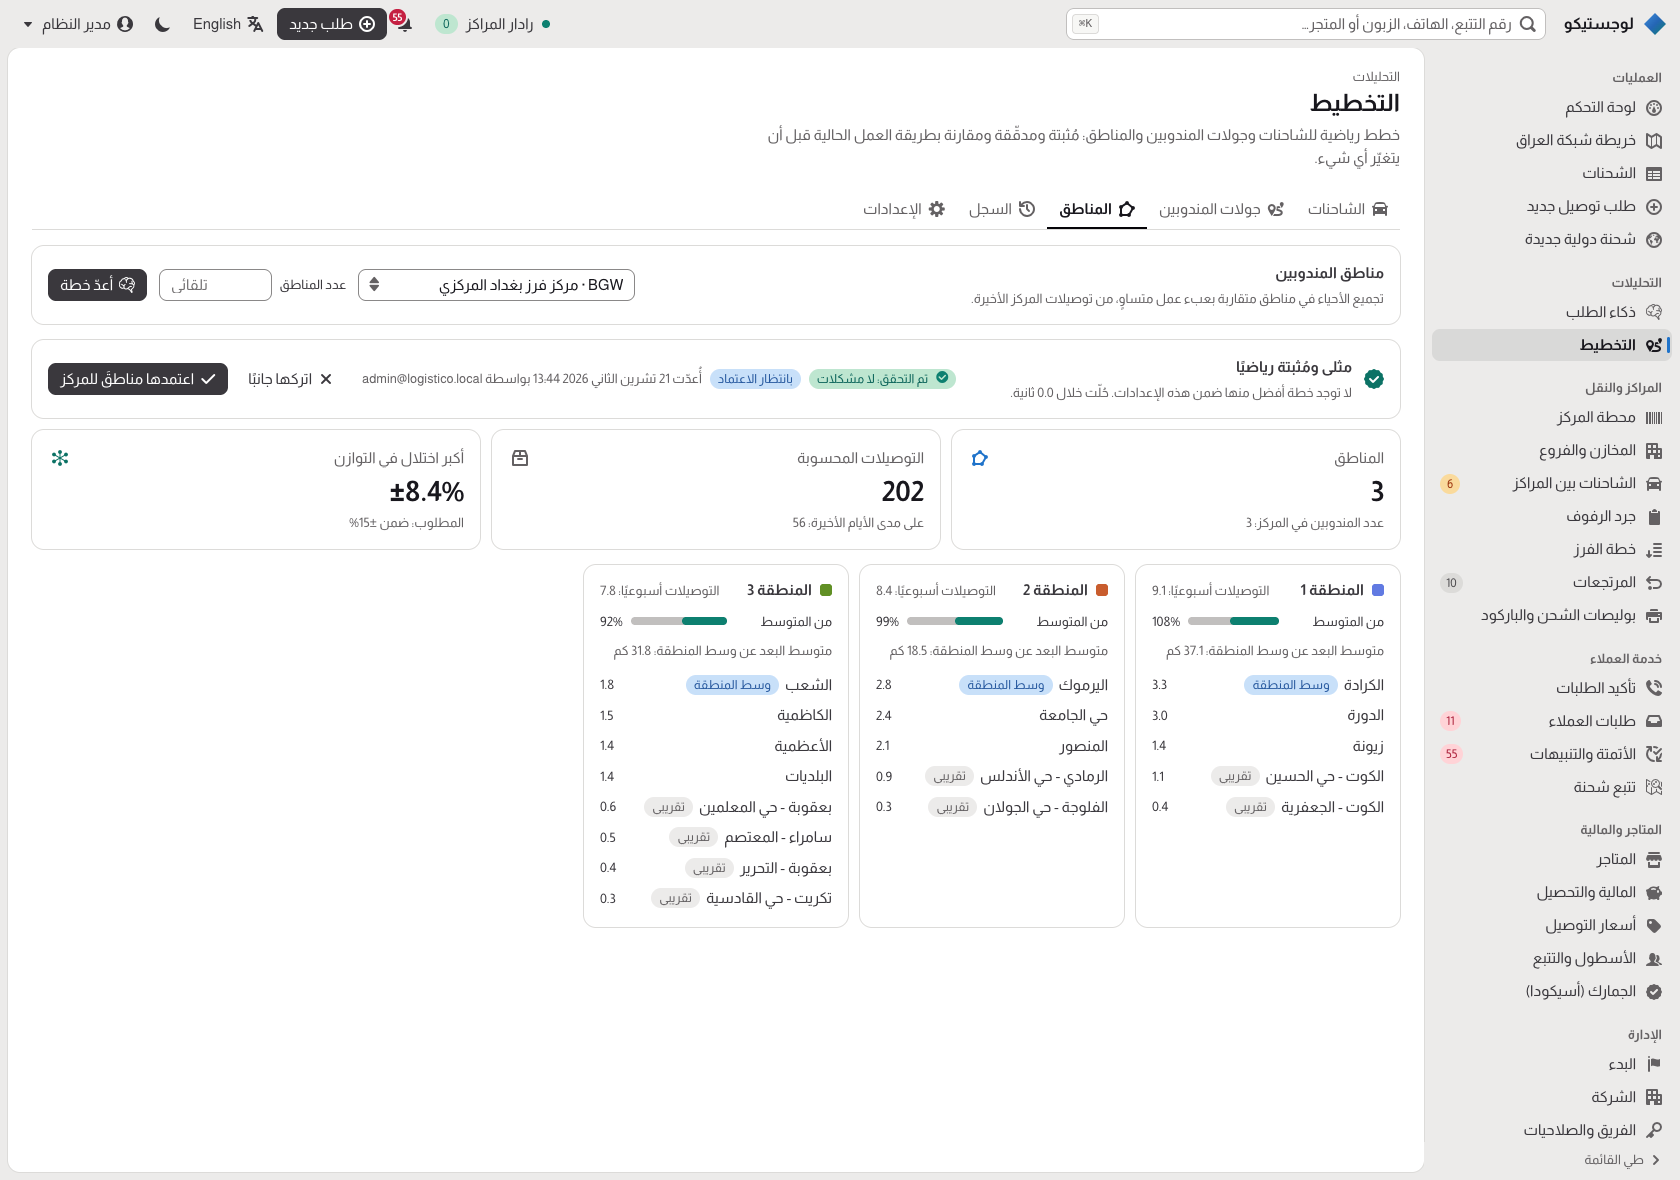 لوجستيكو
رقم التتبع، الهاتف، الزبون أو المتجر...
⌘K
رادار المراكز
0
55
طلب جديد
English
مدير النظام
العمليات
لوحة التحكم
خريطة شبكة العراق
الشحنات
طلب توصيل جديد
شحنة دولية جديدة
التحليلات
ذكاء الطلب
التخطيط
المراكز والنقل
محطة المركز
المخازن والفروع
الشاحنات بين المراكز
6
جرد الرفوف
خطة الفرز
المرتجعات
10
بوليصات الشحن والباركود
خدمة العملاء
تأكيد الطلبات
طلبات العملاء
11
الأتمتة والتنبيهات
55
تتبع شحنة
المتاجر والمالية
المتاجر
المالية والتحصيل
أسعار التوصيل
الأسطول والتتبع
الجمارك (أسيكودا)
الإدارة
البدء
الشركة
الفريق والصلاحيات
طي القائمة
التحليلات
التخطيط
خطط رياضية للشاحنات وجولات المندوبين والمناطق: مُثبتة ومدقّقة ومقارنة بطريقة العمل الحالية قبل أن
يتغيّر أي شيء.
الشاحنات
جولات المندوبين
المناطق
السجل
الإعدادات
مناطق المندوبين
تجميع الأحياء في مناطق متقاربة بعبء عمل متساوٍ، من توصيلات المركز الأخيرة.
BGW · مركز فرز بغداد المركزي
عدد المناطق
تلقائي
أعدّ خطة
مثلى ومُثبتة رياضيًا
لا توجد خطة أفضل منها ضمن هذه الإعدادات. حُلّت خلال 0.0 ثانية.
تم التحقق: لا مشكلات
بانتظار الاعتماد
أُعدّت 21 تشرين الثاني 2026 13:44 بواسطة admin@logistico.local
اتركها جانبًا
اعتمدها مناطقَ للمركز
المناطق
3
عدد المندوبين في المركز: 3
التوصيلات المحسوبة
202
على مدى الأيام الأخيرة: 56
أكبر اختلال في التوازن
±8.4%
المطلوب: ضمن ±15%
المنطقة 1
التوصيلات أسبوعيًا: 9.1
من المتوسط
108%
متوسط البعد عن وسط المنطقة: 37.1 كم
الكرادة
وسط المنطقة
3.3
الدورة
3.0
زيونة
1.4
الكوت - حي الحسين
تقريبي
1.1
الكوت - الجعفرية
تقريبي
0.4
المنطقة 2
التوصيلات أسبوعيًا: 8.4
من المتوسط
99%
متوسط البعد عن وسط المنطقة: 18.5 كم
اليرموك
وسط المنطقة
2.8
حي الجامعة
2.4
المنصور
2.1
الرمادي - حي الأندلس
تقريبي
0.9
الفلوجة - حي الجولان
تقريبي
0.3
المنطقة 3
التوصيلات أسبوعيًا: 7.8
من المتوسط
92%
متوسط البعد عن وسط المنطقة: 31.8 كم
الشعب
وسط المنطقة
1.8
الكاظمية
1.5
الأعظمية
1.4
البلديات
1.4
بعقوبة - حي المعلمين
تقريبي
0.6
سامراء - المعتصم
تقريبي
0.5
بعقوبة - التحرير
تقريبي
0.4
تكريت - حي القادسية
تقريبي
0.3